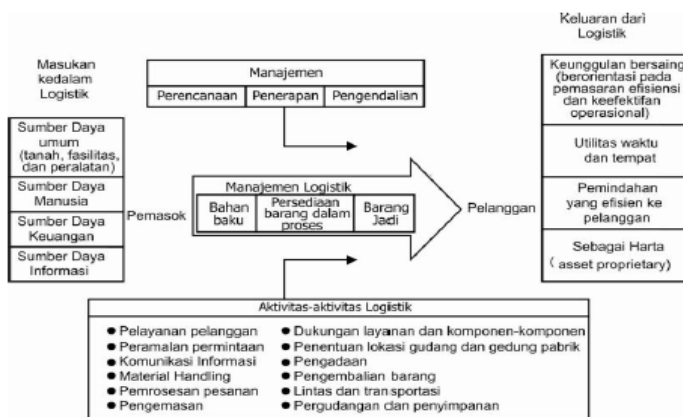 Masukan
kedalam
Logistik
Sumber Daya
umum
(tanah, fasilitas,
dan peralatan)
Sumber Daya
Manusia
Sumber Daya
Keuangan
Sumber Daya
Informasi
Manajemen
Perencanaan Penerapan Pengendalian
Pemasok
Manajemen Logistik
Bahan
baku
Persediaan
barang dalam
proses
Barang
Jadi
Pelanggan
Aktivitas-aktivitas Logiistik
● Pelayanan pelanggan
● Peramalan permintaan
● Komunikasi Informasi
● Material Handling
● Pemrosesan pesanan
● Pengemasan
● Dukungan layanan dan komponen-komponen
● Penentuan lokasi gudang dan gedung pabrik
● Pengadaan
● Pengembalian barang
● Lintas dan transportasi
● Pergudangan dan penyimpanan
Keluaran dari
Logistik
Keunggulan bersaing
(berorientasi pada
pemasaran efisiensi
dan keefektifan
operasional)
Utilitas waktu
dan tempat
Pemindahan
yang efisien ke
pelanggan
Sebagai Harta
( asset proprietary)